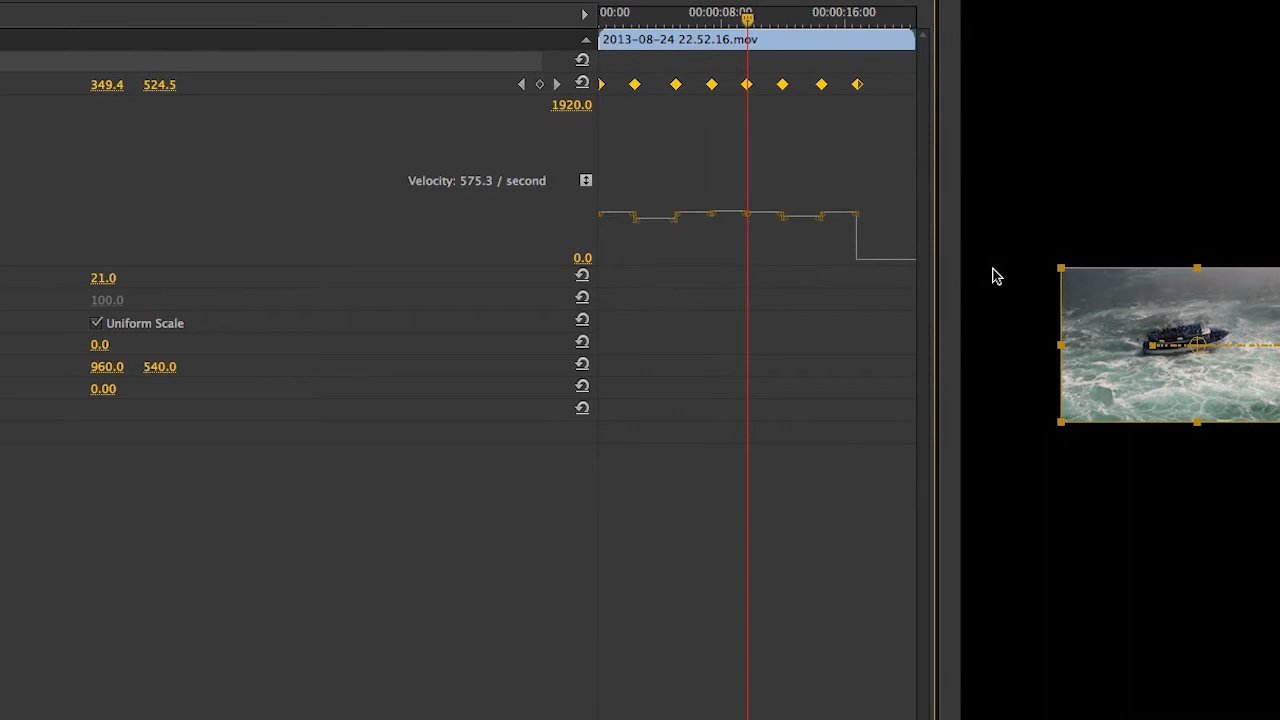 00:00 00:00:08:00 00:00:16:00
2013-08-24 22.52.16.mov
349.4 524.5
1920.0
Velocity: 575.3 / second
0.0
21.0
100.0
Uniform Scale
0.0
960.0 540.0
0.00